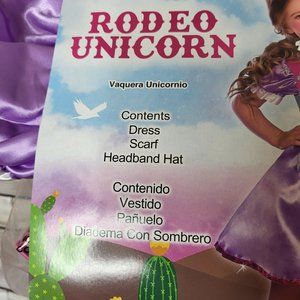 RODEO
UNICORN
Vaquera Unicornio
Contents
Dress
Scarf
Headband Hat
Contenido
Vestido
Pañuelo
Diadema Con Sombrero